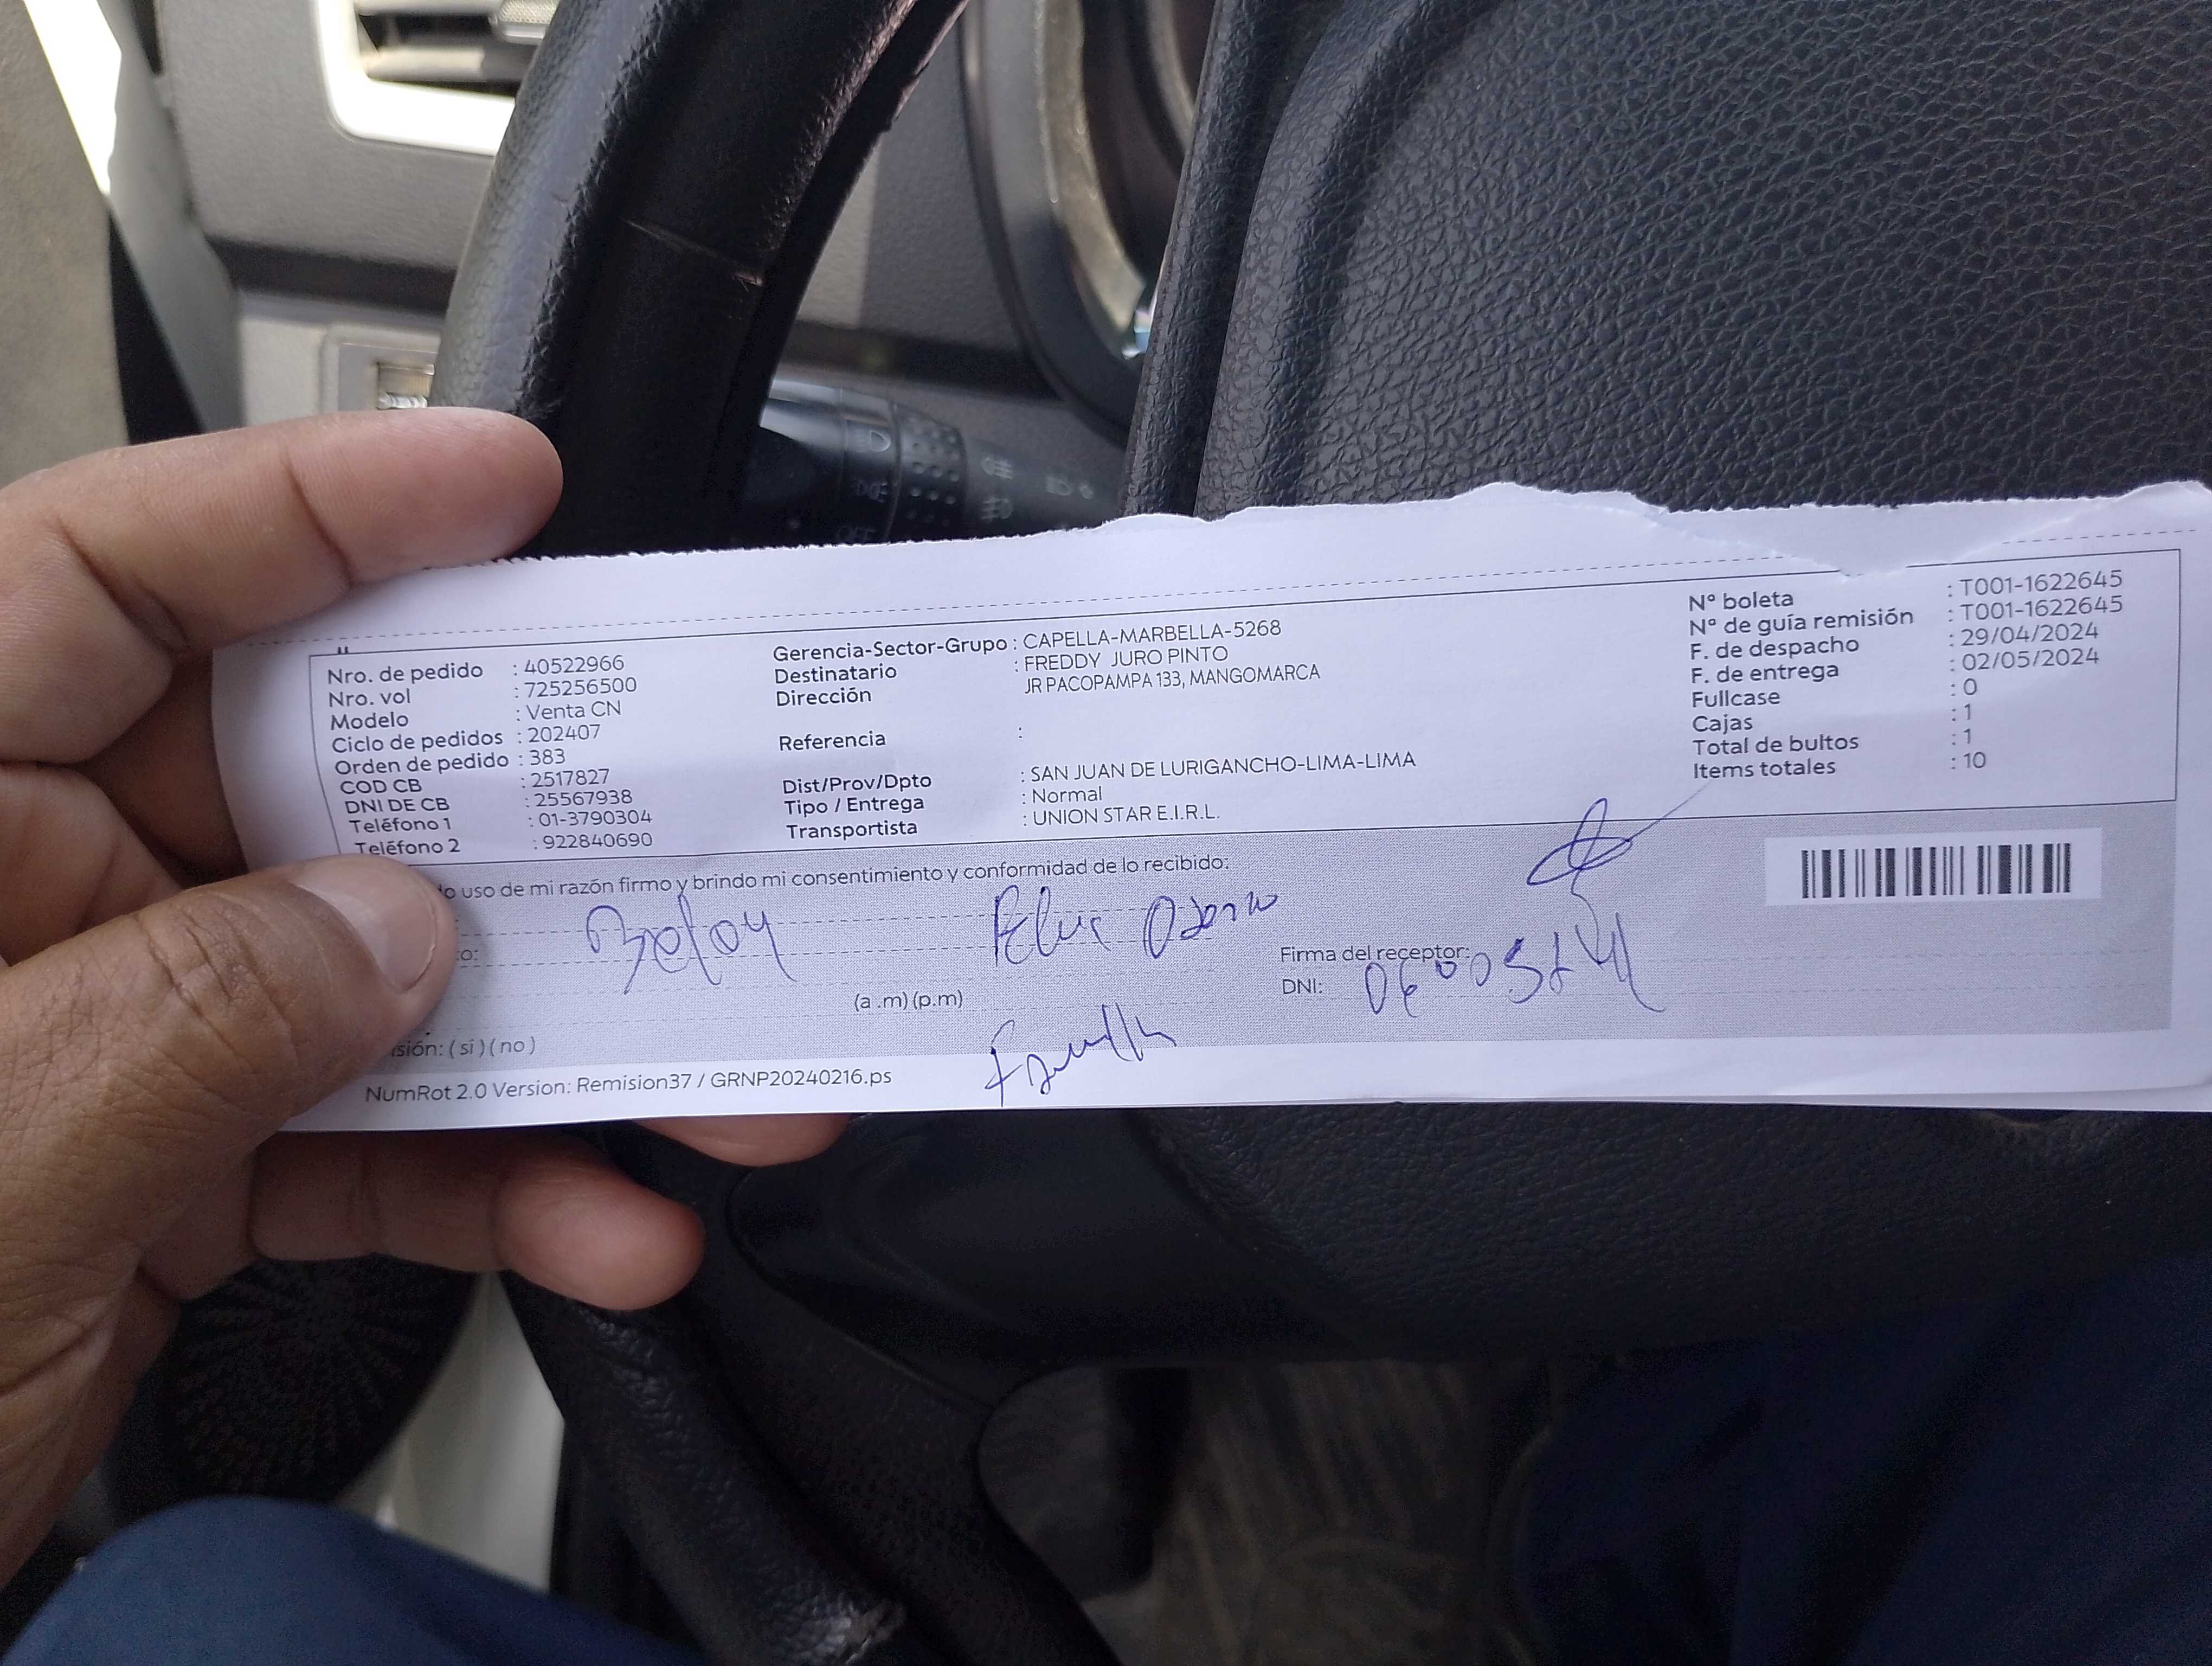 Nro. de pedido : 40522966
Nro. vol : 725256500
Modelo : Venta CN
Ciclo de pedidos : 202407
Orden de pedido : 383
COD CB : 2517827
DNI DE CB : 25567938
Teléfono 1 : 01-3790304
Teléfono 2 : 922840690
Gerencia-Sector-Grupo : CAPELLA-MARBELLA-5268
Destinatario : FREDDY JURO PINTO
Dirección JR PACOPAMPA 133, MANGOMARCA
Referencia :
Dist/Prov/Dpto : SAN JUAN DE LURIGANCHO-LIMA-LIMA
Tipo / Entrega : Normal
Transportista : UNION STAR E.I.R.L.
N° boleta : T001-1622645
N° de guía remisión : T001-1622645
F. de despacho : 29/04/2024
F. de entrega : 02/05/2024
Fullcase : 0
Cajas : 1
Total de bultos : 1
Items totales : 10
uso de mi razón firmo y brindo mi consentimiento y conformidad de lo recibido:
Firma del receptor:
(a .m) (p.m)
DNI:
( si ) ( no )
NumRot 2.0 Version: Remision37 / GRNP20240216.ps